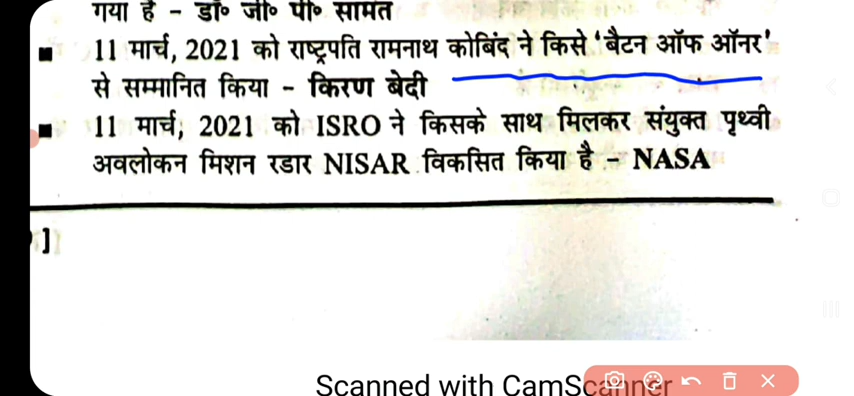 गया है - डॉ० जी० पी० सामंत
■ 11 मार्च, 2021 को राष्ट्रपति रामनाथ कोबिंद ने किसे 'बैटन ऑफ ऑनर'
से सम्मानित किया - किरण बेदी
■ 11 मार्च, 2021 को ISRO ने किसके साथ मिलकर संयुक्त पृथ्वी
अवलोकन मिशन रडार NISAR विकसित किया है - NASA
]
Scanned with CamScanner